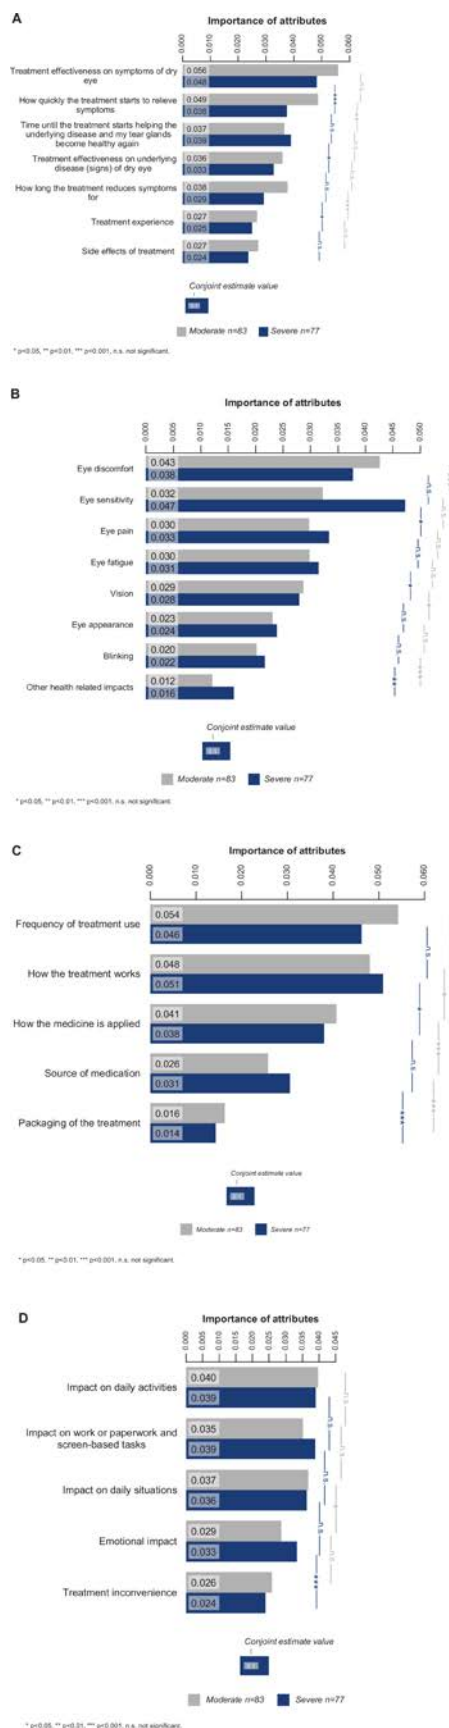 A
Importance of attributes
0.000 0.010 0.020 0.030 0.040 0.050 0.060
Treatment effectiveness on symptoms of dry
eye
0.056
0.048
How quickly the treatment starts to relieve
symptoms
0.049
0.038
Time until the treatment starts helping the
underlying disease and my tear glands
become healthy again
0.037
0.039
Treatment effectiveness on underlying
disease (signs) of dry eye
0.036
0.033
How long the treatment reduces symptoms
for
0.038
0.029
Treatment experience
0.027
0.025
Side effects of treatment
0.027
0.024
Conjoint estimate value
Moderate n=83 Severe n=77
* p<0.05, ** p<0.01, *** p<0.001, n.s. not significant.
B
Importance of attributes
0.000 0.005 0.010 0.015 0.020 0.025 0.030 0.035 0.040 0.045 0.050
Eye discomfort
0.043
0.038
Eye sensitivity
0.032
0.047
Eye pain
0.030
0.033
Eye fatigue
0.030
0.031
Vision
0.029
0.028
Eye appearance
0.023
0.024
Blinking
0.020
0.022
Other health related impacts
0.012
0.016
Conjoint estimate value
Moderate n=83 Severe n=77
* p<0.05, ** p<0.01, *** p<0.001, n.s. not significant.
C
Importance of attributes
0.000 0.010 0.020 0.030 0.040 0.050 0.060
Frequency of treatment use
0.054
0.046
How the treatment works
0.048
0.051
How the medicine is applied
0.041
0.038
Source of medication
0.026
0.031
Packaging of the treatment
0.016
0.014
Conjoint estimate value
Moderate n=83 Severe n=77
* p<0.05, ** p<0.01, *** p<0.001, n.s. not significant.
D
Importance of attributes
0.000 0.005 0.010 0.015 0.020 0.025 0.030 0.035 0.040 0.045
Impact on daily activities
0.040
0.039
Impact on work or paperwork and
screen-based tasks
0.035
0.039
Impact on daily situations
0.037
0.036
Emotional impact
0.029
0.033
Treatment inconvenience
0.026
0.024
Conjoint estimate value
Moderate n=83 Severe n=77
* p<0.05, ** p<0.01, *** p<0.001, n.s. not significant.